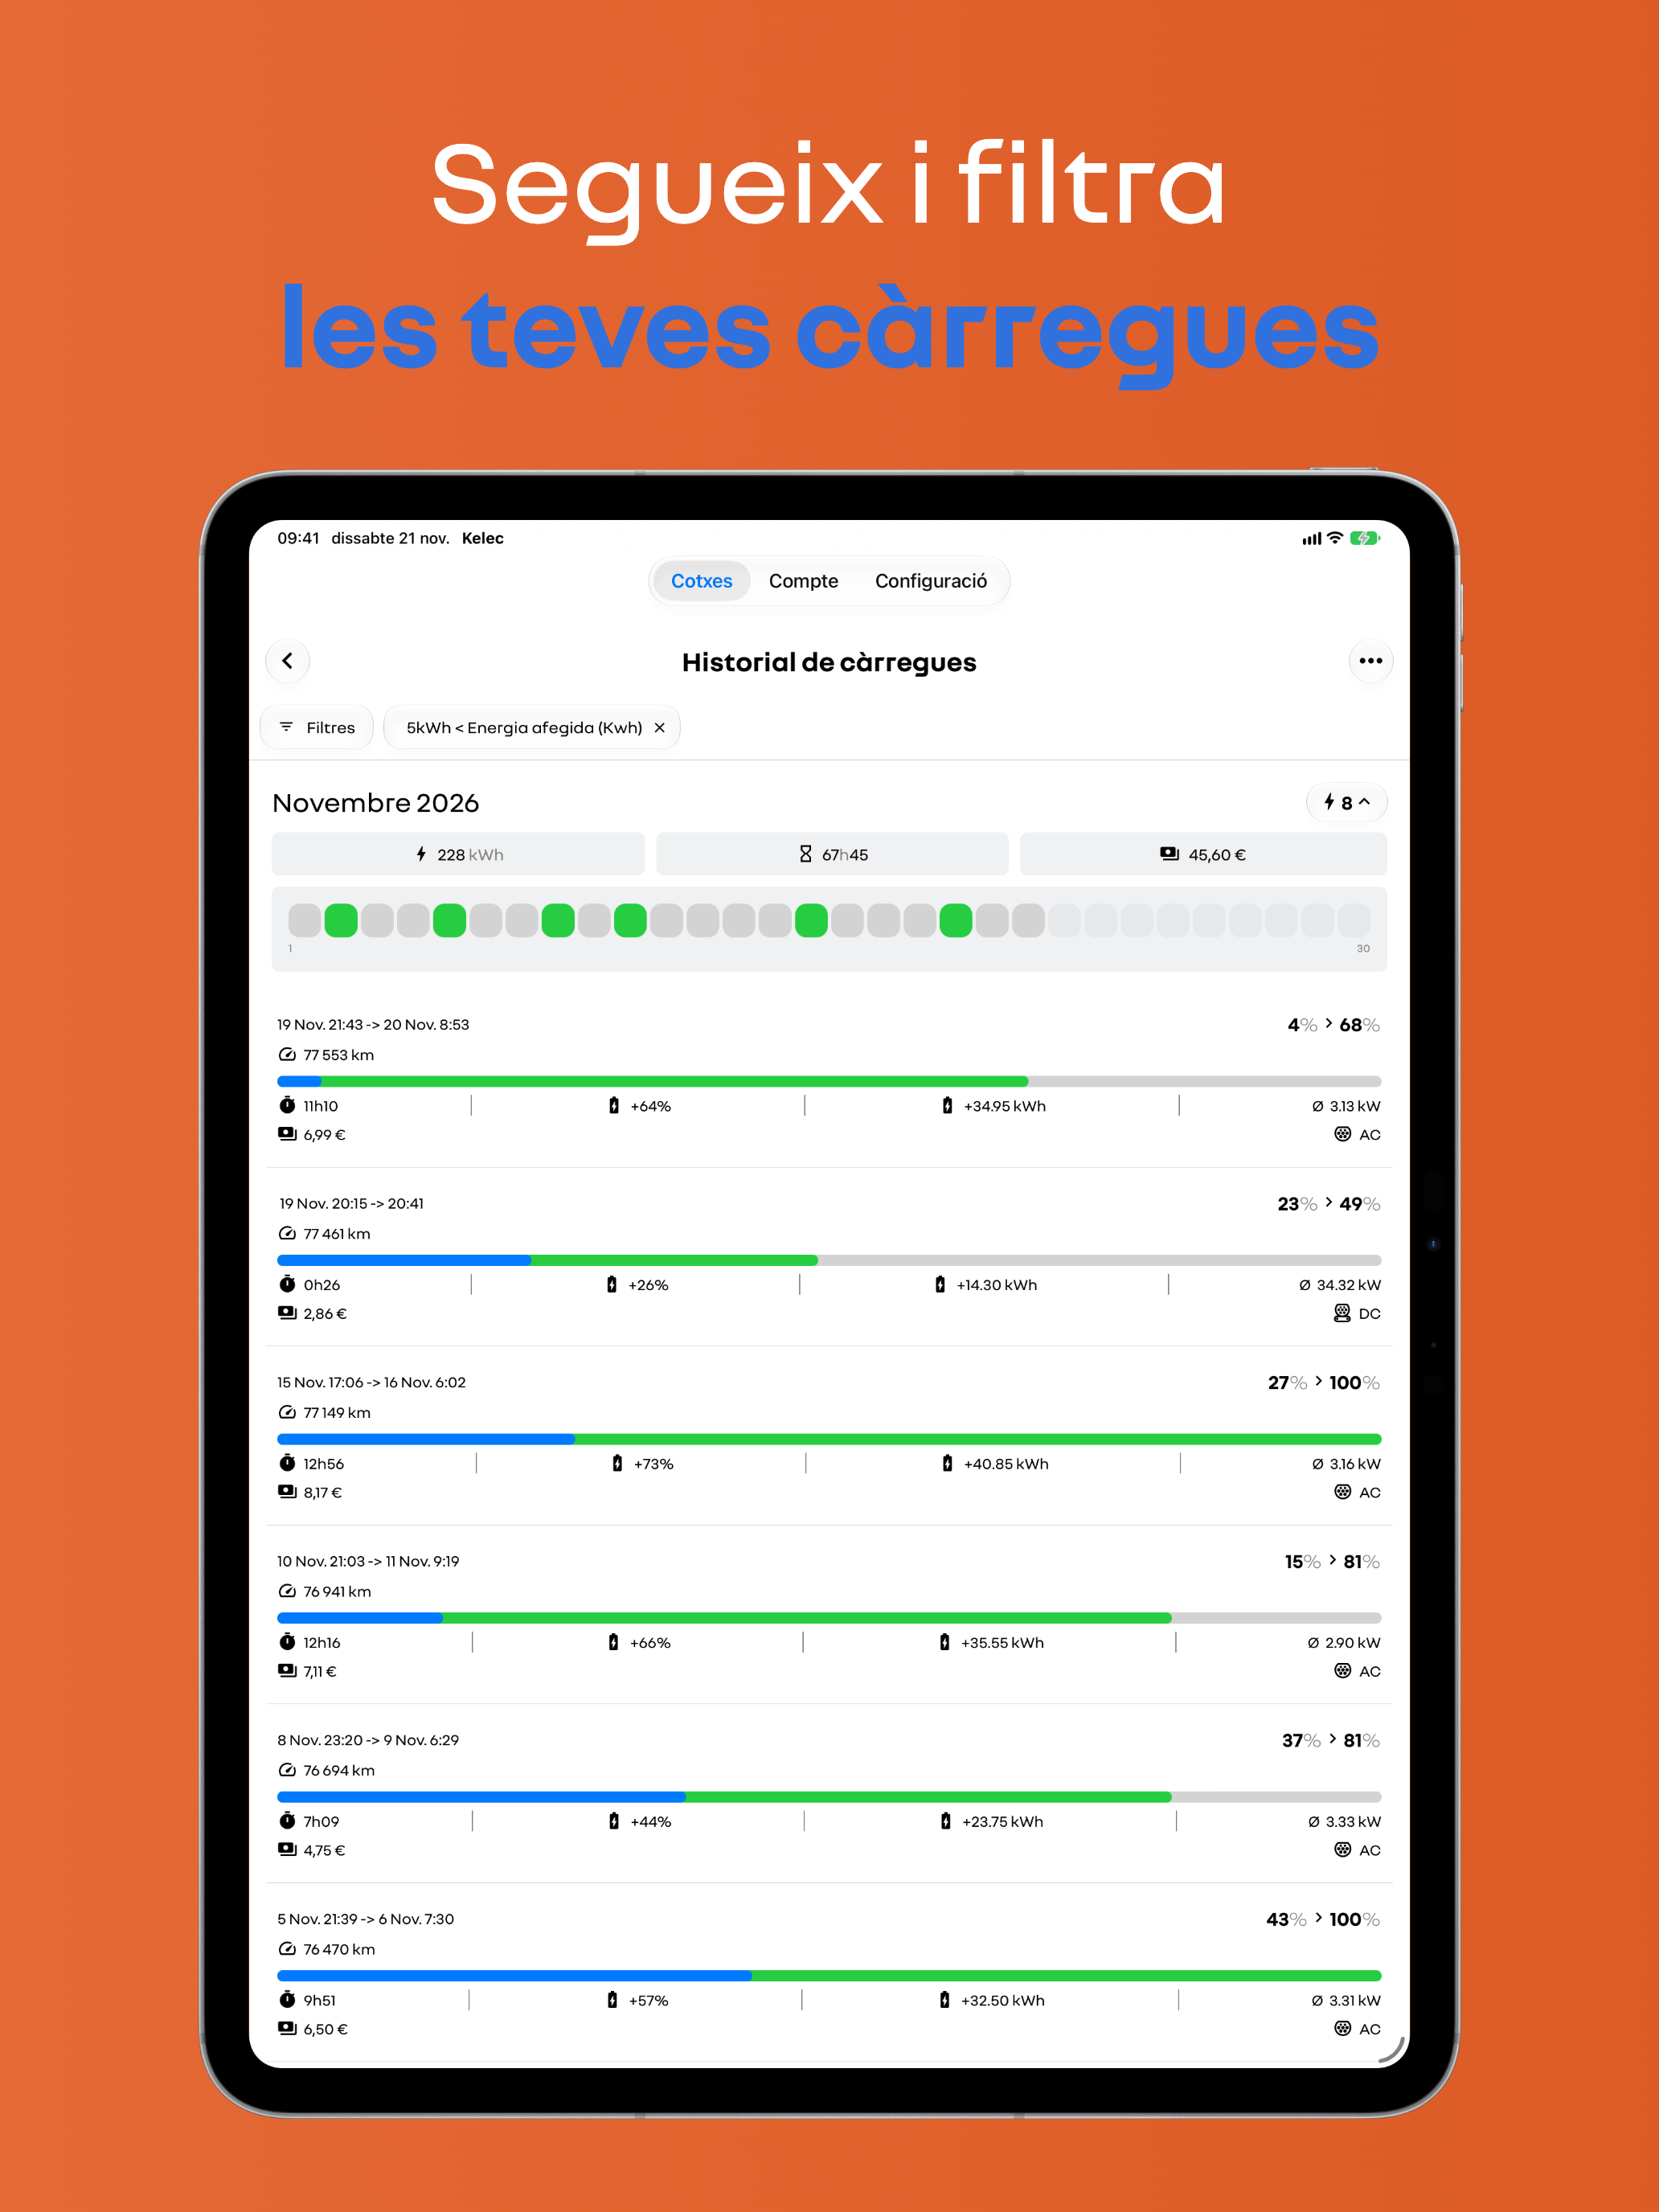 Segueix i filtra
les teves càrregues
09:41 dissabte 21 nov. Kelec
Cotxes Compte Configuració
Historial de càrregues
Filtres 5kWh < Energia afegida (Kwh) ×
Novembre 2026 8
228 kWh 67h45 45,60 €
1 30
19 Nov. 21:43 -> 20 Nov. 8:53 4% > 68%
77 553 km
11h10 +64% +34.95 kWh Ø 3.13 kW
6,99 € AC
19 Nov. 20:15 -> 20:41 23% > 49%
77 461 km
0h26 +26% +14.30 kWh Ø 34.32 kW
2,86 € DC
15 Nov. 17:06 -> 16 Nov. 6:02 27% > 100%
77 149 km
12h56 +73% +40.85 kWh Ø 3.16 kW
8,17 € AC
10 Nov. 21:03 -> 11 Nov. 9:19 15% > 81%
76 941 km
12h16 +66% +35.55 kWh Ø 2.90 kW
7,11 € AC
8 Nov. 23:20 -> 9 Nov. 6:29 37% > 81%
76 694 km
7h09 +44% +23.75 kWh Ø 3.33 kW
4,75 € AC
5 Nov. 21:39 -> 6 Nov. 7:30 43% > 100%
76 470 km
9h51 +57% +32.50 kWh Ø 3.31 kW
6,50 € AC